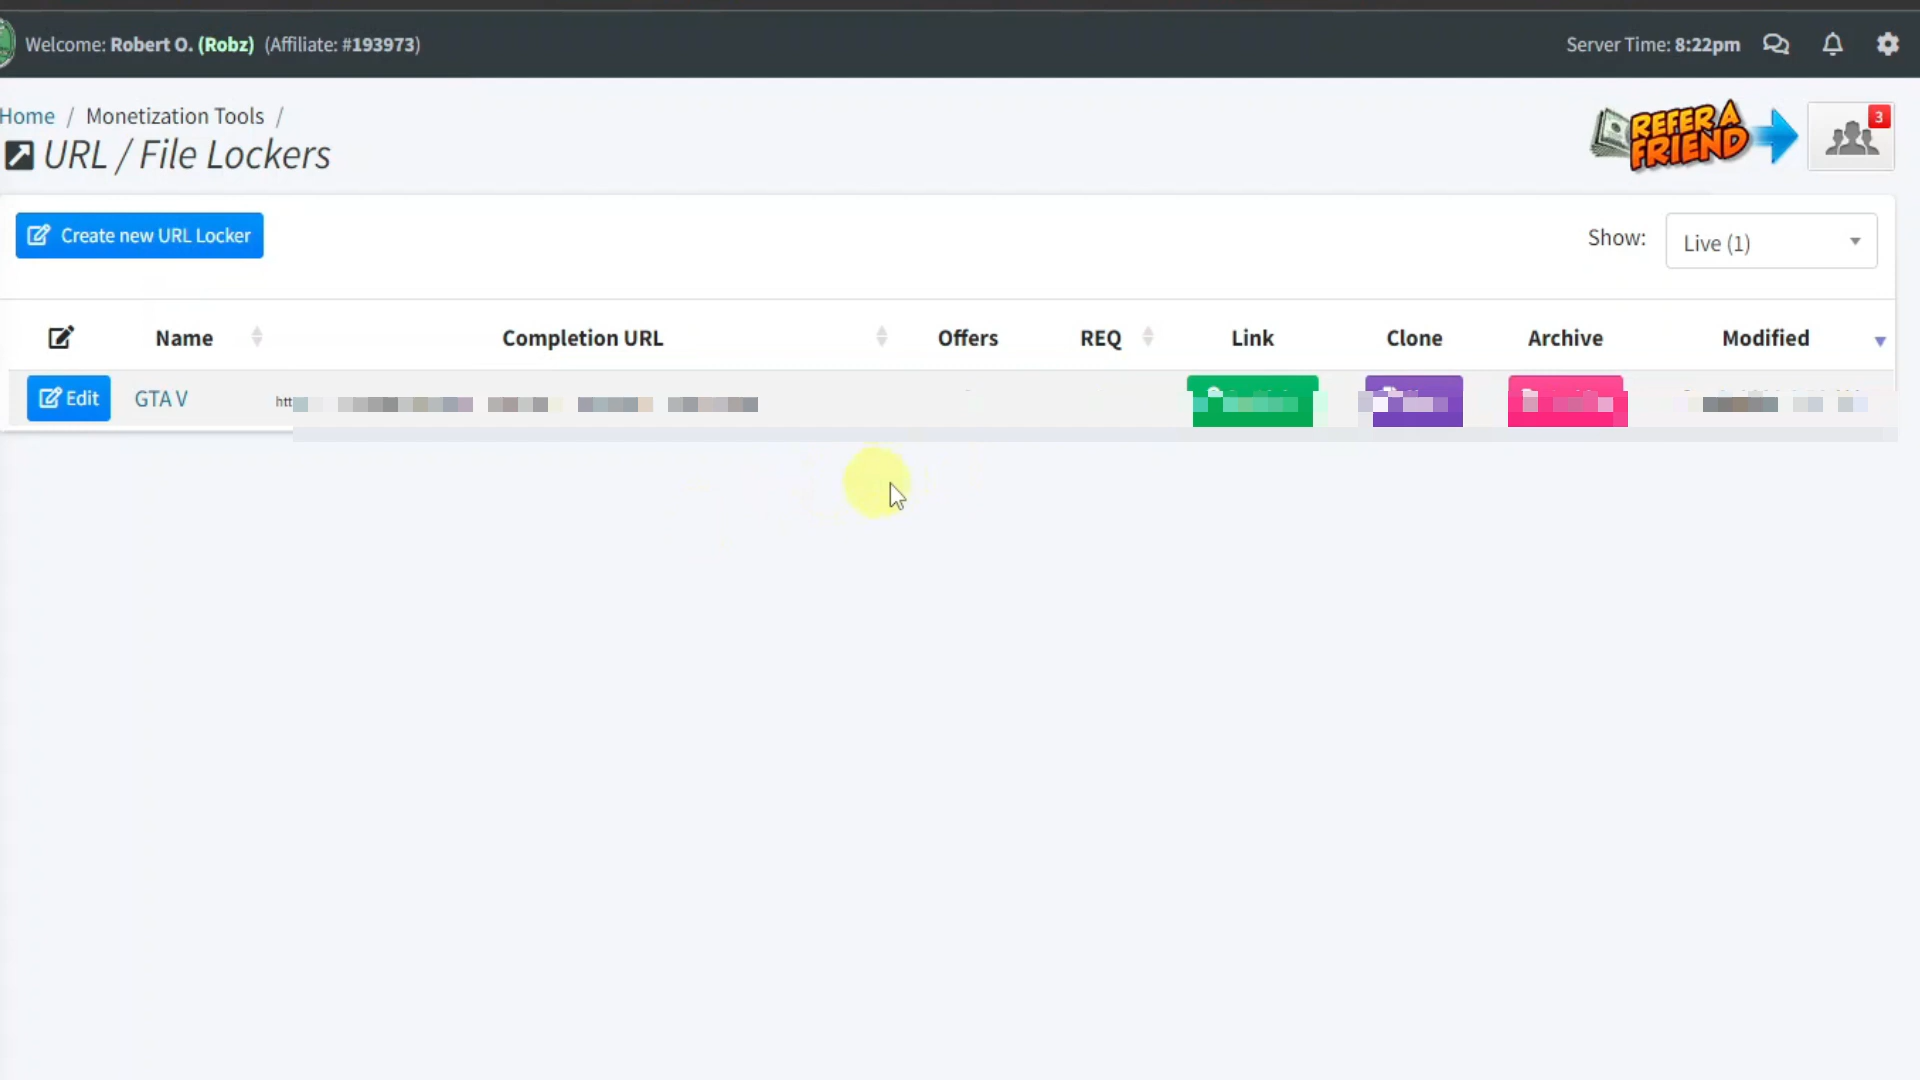 Welcome: Robert O. (Robz) (Affiliate: #193973)
Server Time: 8:22pm
Home / Monetization Tools /
REFER A FRIEND
3
URL / File Lockers
Create new URL Locker
Show:
Live (1)
Name
Completion URL
Offers
REQ
Link
Clone
Archive
Modified
Edit
GTA V
htt